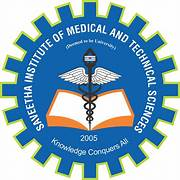 SAVEETHA INSTITUTE OF MEDICAL AND TECHNICAL SCIENCES
(Deemed to be University)
2005
Knowledge Conquers All